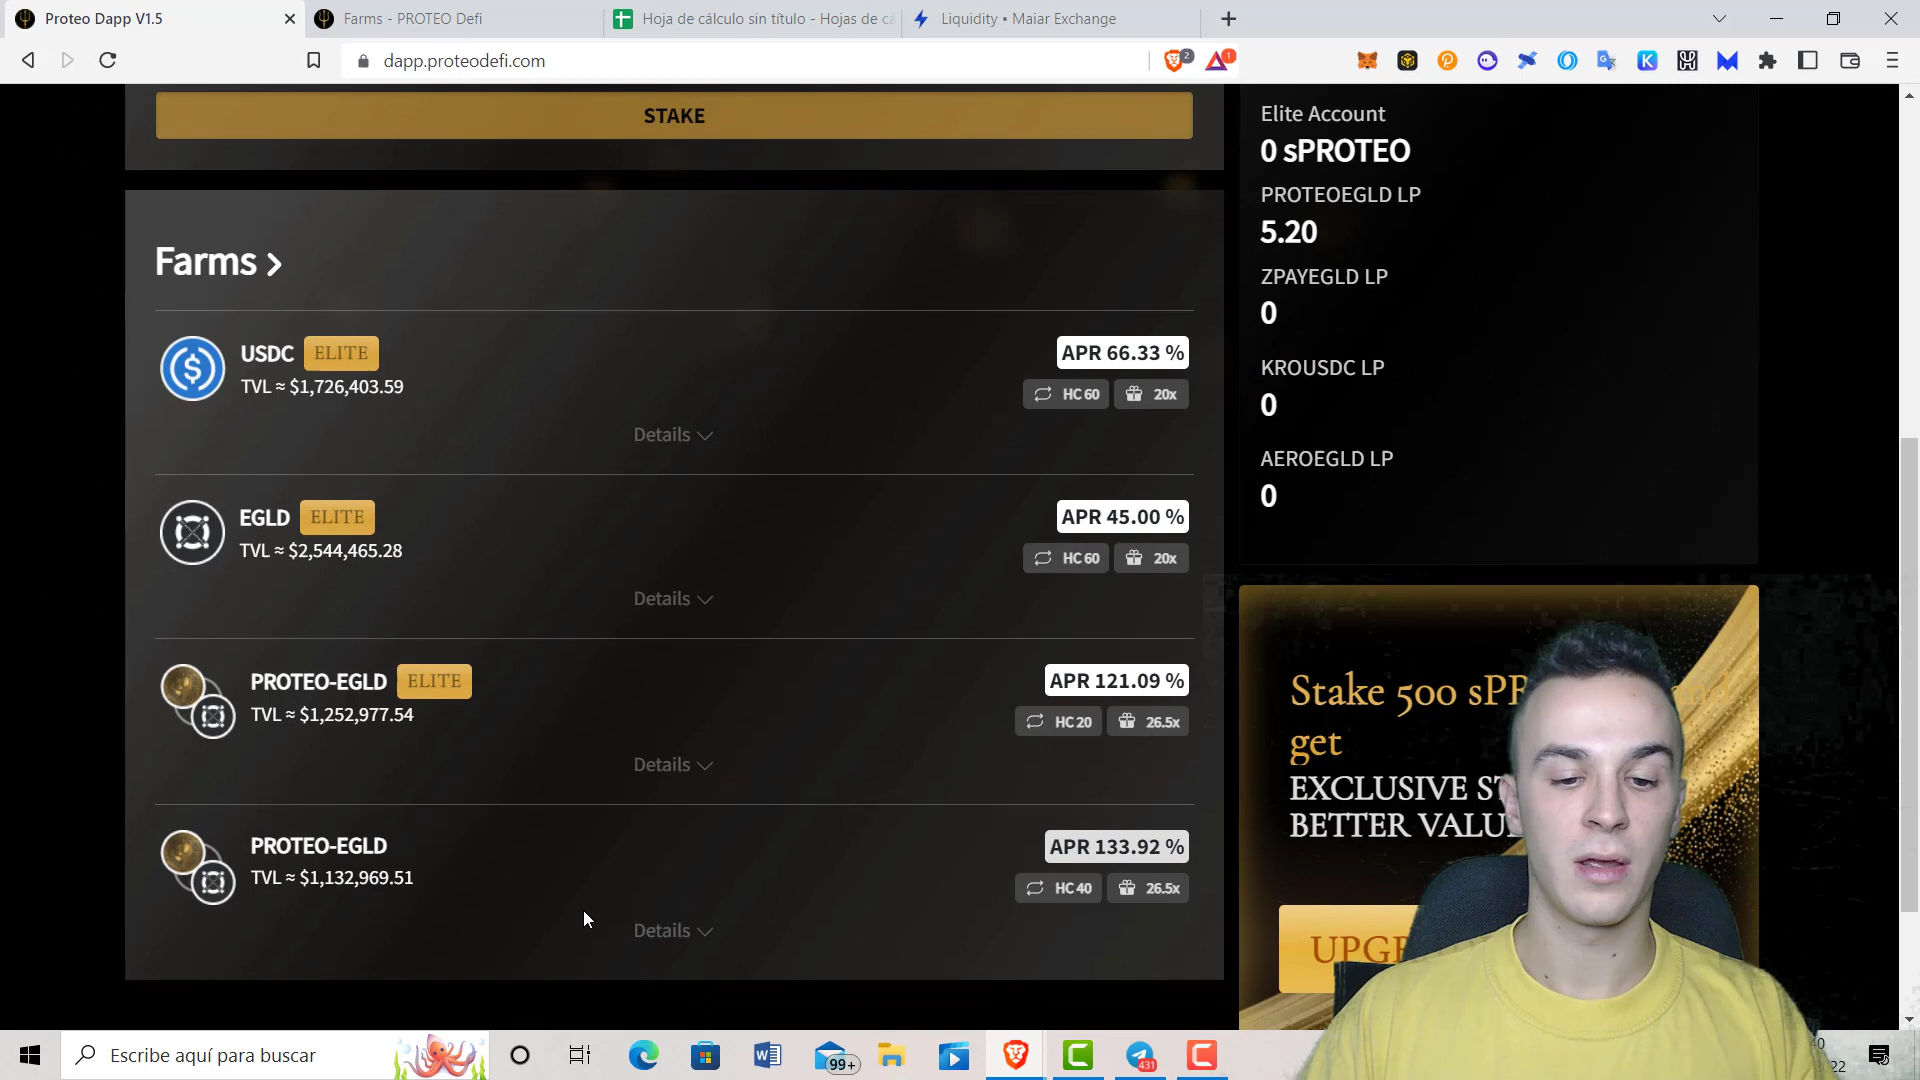 Proteo Dapp V1.5
Farms - PROTEO Defi
Hoja de cálculo sin título - Hojas de cá
Liquidity • Maiar Exchange
dapp.proteodefi.com
2
1
STAKE
Farms >
USDC ELITE
TVL ≈ $1,726,403.59
APR 66.33 %
HC 60 20x
Details
EGLD ELITE
TVL ≈ $2,544,465.28
APR 45.00 %
HC 60 20x
Details
PROTEO-EGLD ELITE
TVL ≈ $1,252,977.54
APR 121.09 %
HC 20 26.5x
Details
PROTEO-EGLD
TVL ≈ $1,132,969.51
APR 133.92 %
HC 40 26.5x
Details
Elite Account
0 sPROTEO
PROTEOEGLD LP
5.20
ZPAYEGLD LP
0
KROUSDC LP
0
AEROEGLD LP
0
Stake 500
get
EXCLUSIVE
BETTER
Escribe aquí para buscar
99+
431